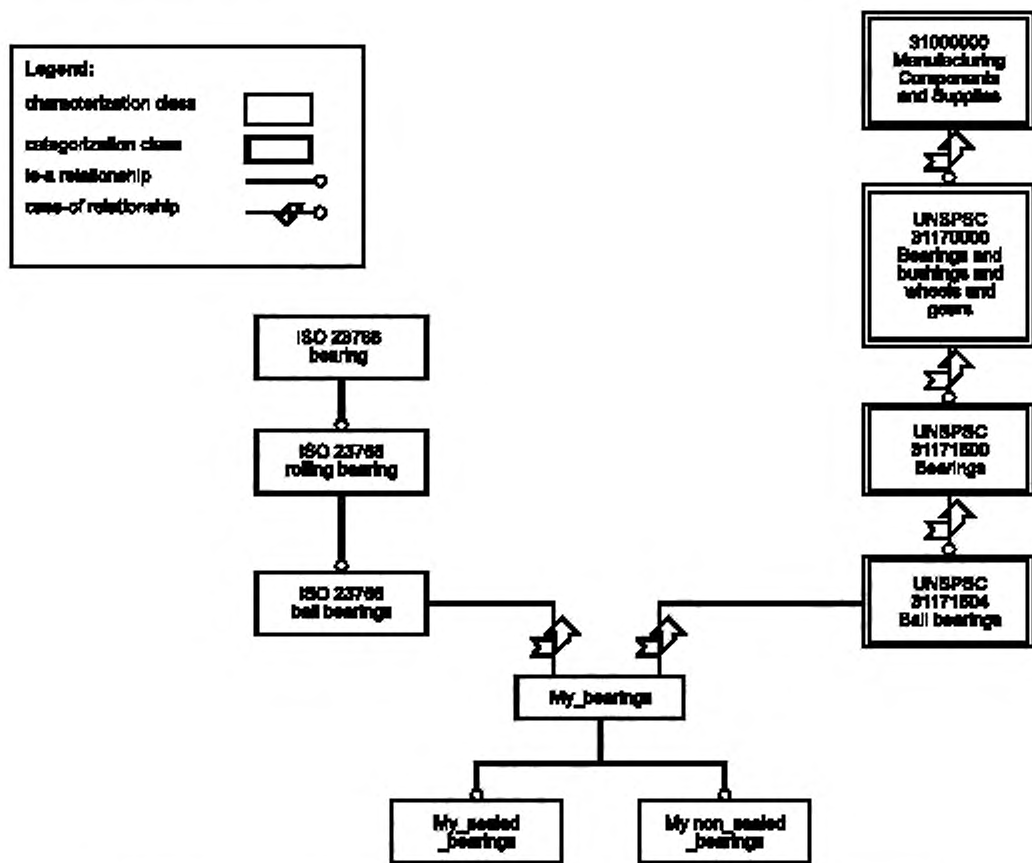 Legend:
characterization class
categorization class
is-a relationship
case-of relationship
31000000
Manufacturing
Components
and Supplies
UNSPSC
31170000
Bearings and
bushings and
wheels and
gears
ISO 23768
bearing
ISO 23768
rolling bearing
UNSPSC
31171500
Bearings
ISO 23768
ball bearings
UNSPSC
31171504
Ball bearings
My_bearings
My_sealed
_bearings
My non_sealed
_bearings